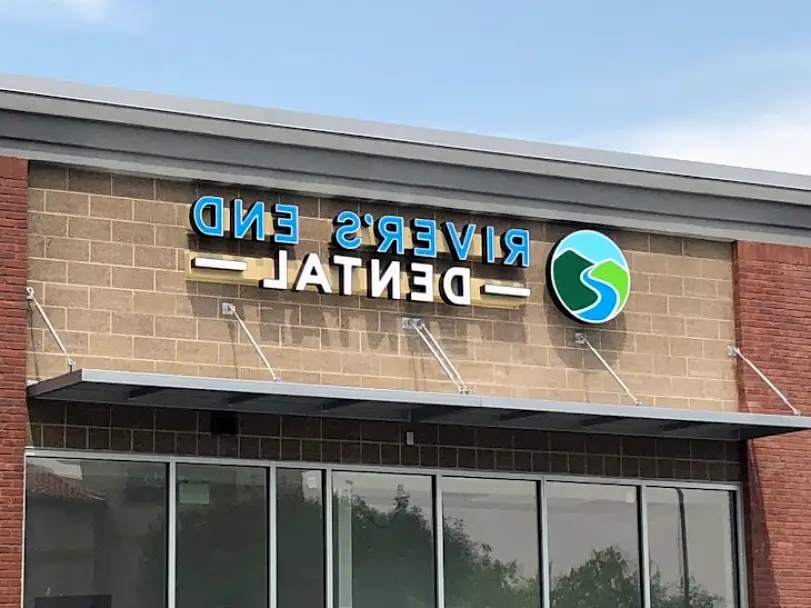 RIVER'S END
— DENTAL —